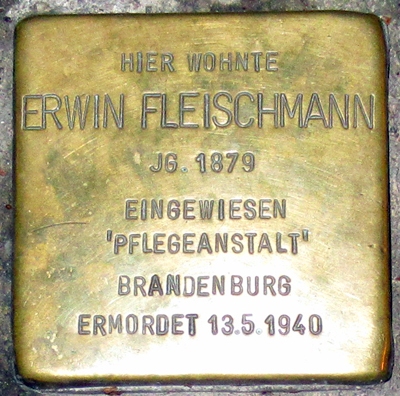 HIER WOHNTE
ERWIN FLEISCHMANN
JG. 1879
EINGEWIESEN
'PFLEGEANSTALT'
BRANDENBURG
ERMORDET 13.5.1940